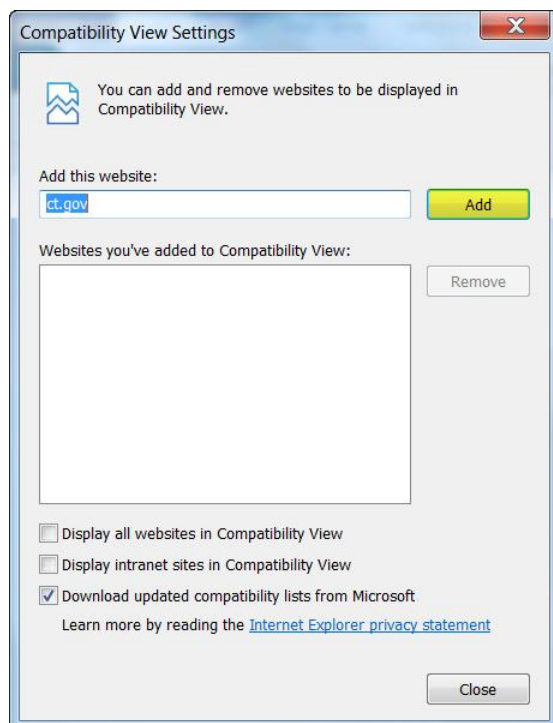 Compatibility View Settings
You can add and remove websites to be displayed in
Compatibility View.
Add this website:
ct.gov
Add
Websites you've added to Compatibility View:
Remove
Display all websites in Compatibility View
Display intranet sites in Compatibility View
Download updated compatibility lists from Microsoft
Learn more by reading the Internet Explorer privacy statement
Close